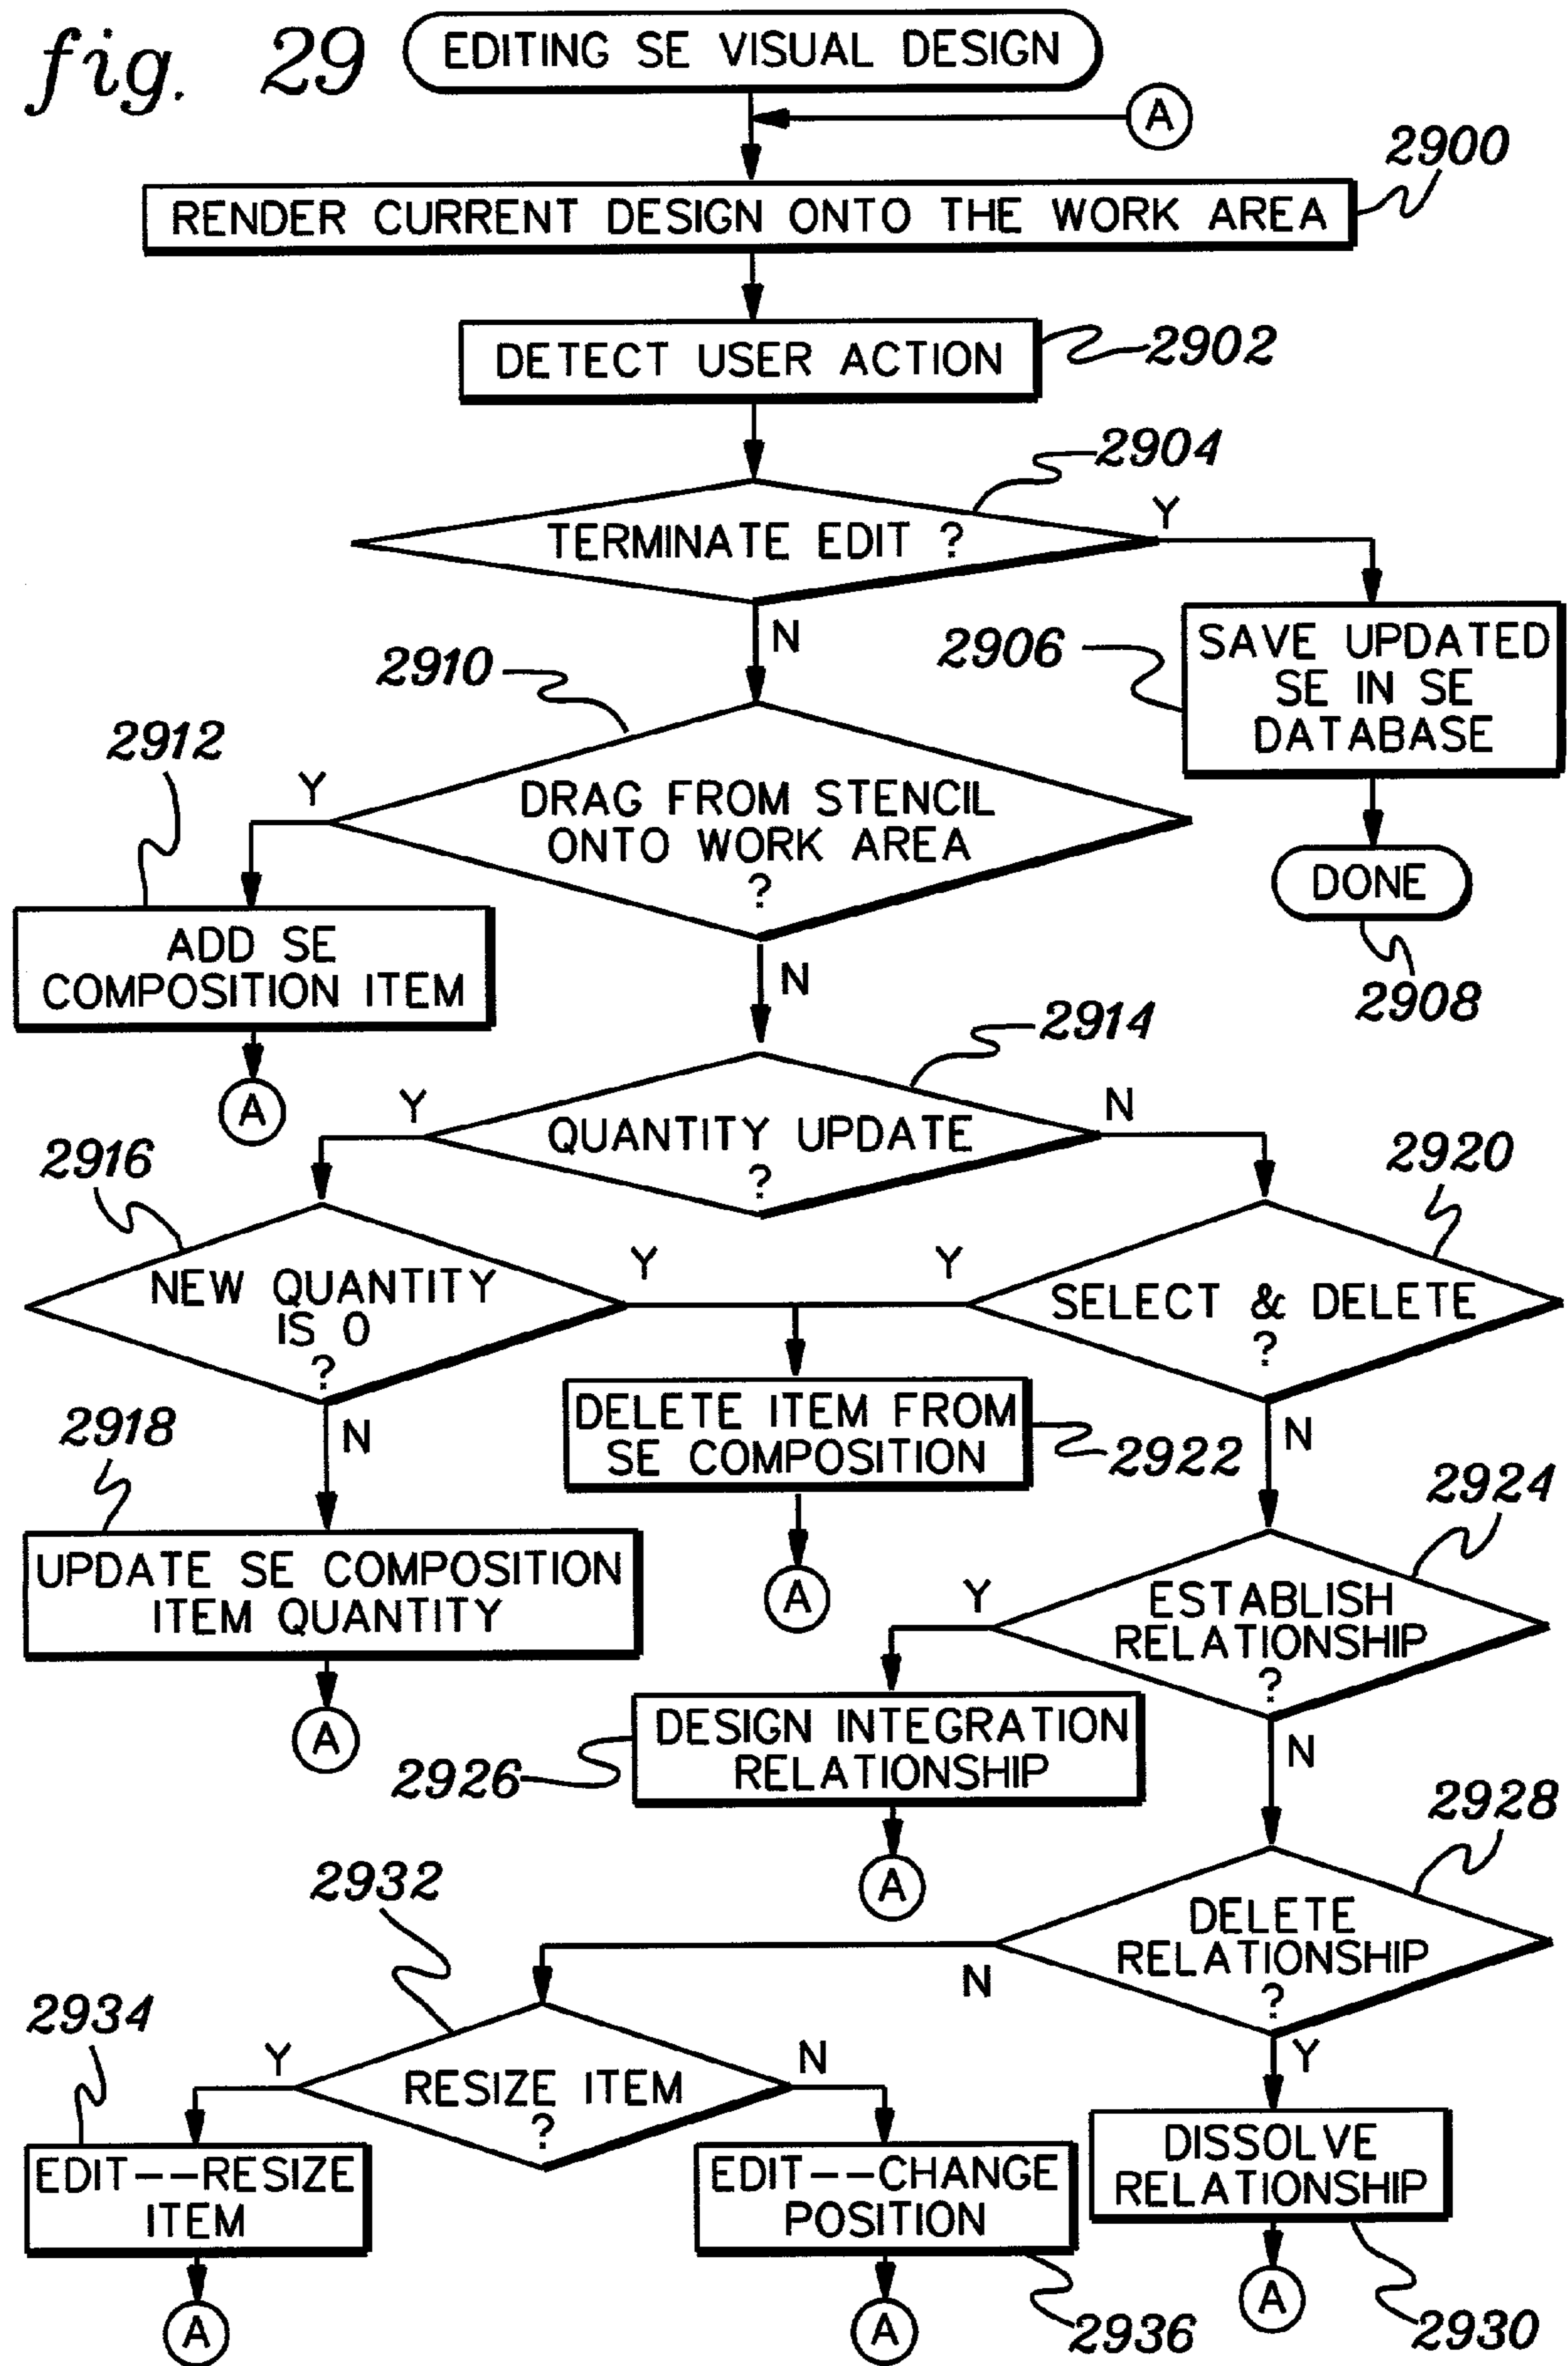 fig. 29
EDITING SE VISUAL DESIGN
A
2900
RENDER CURRENT DESIGN ONTO THE WORK AREA
DETECT USER ACTION
2902
2904
TERMINATE EDIT ?
Y
N
2906
SAVE UPDATED
SE IN SE
DATABASE
2910
2912
Y
DRAG FROM STENCIL
ONTO WORK AREA
?
DONE
2908
ADD SE
COMPOSITION ITEM
N
A
2914
Y
QUANTITY UPDATE
?
N
2916
2920
NEW QUANTITY
IS 0
?
Y
Y
SELECT & DELETE
?
2918
N
DELETE ITEM FROM
SE COMPOSITION
2922
N
2924
UPDATE SE COMPOSITION
ITEM QUANTITY
A
Y
ESTABLISH
RELATIONSHIP
?
A
DESIGN INTEGRATION
RELATIONSHIP
2926
N
2928
A
2932
DELETE
RELATIONSHIP
?
N
2934
Y
RESIZE ITEM
?
N
Y
EDIT--RESIZE
ITEM
EDIT--CHANGE
POSITION
DISSOLVE
RELATIONSHIP
A
A
2936
A
2930